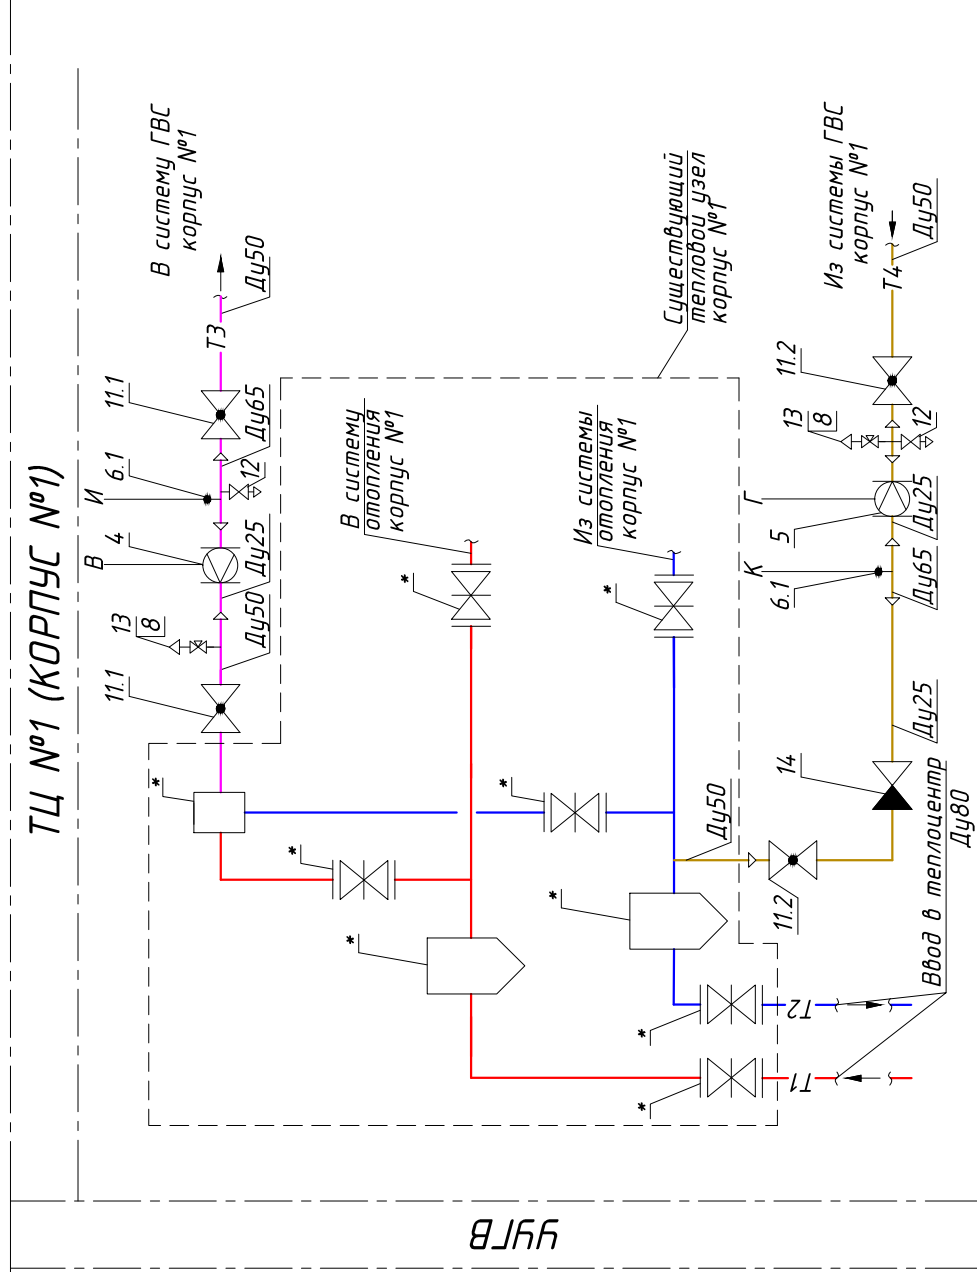 ТЦ №1 (КОРПУС №1)
УУГВ
В систему ГВС
корпус №1
Ду50
Т3
11.1
Ду65
6.1
И
12
4
В
Ду25
Ду50
13
8
11.1
*
В систему
отопления
корпус №1
*
Существующий
тепловой узел
корпус №1
Из системы
отопления
корпус №1
*
*
*
*
*
Ду50
Из системы ГВС
корпус №1
Ду50
Т4
11.2
13
8
12
Г
5
Ду25
К
6.1
Ду65
Ду25
14
11.2
Ввод в теплоцентр
Ду80
Т2
*
Т1
*